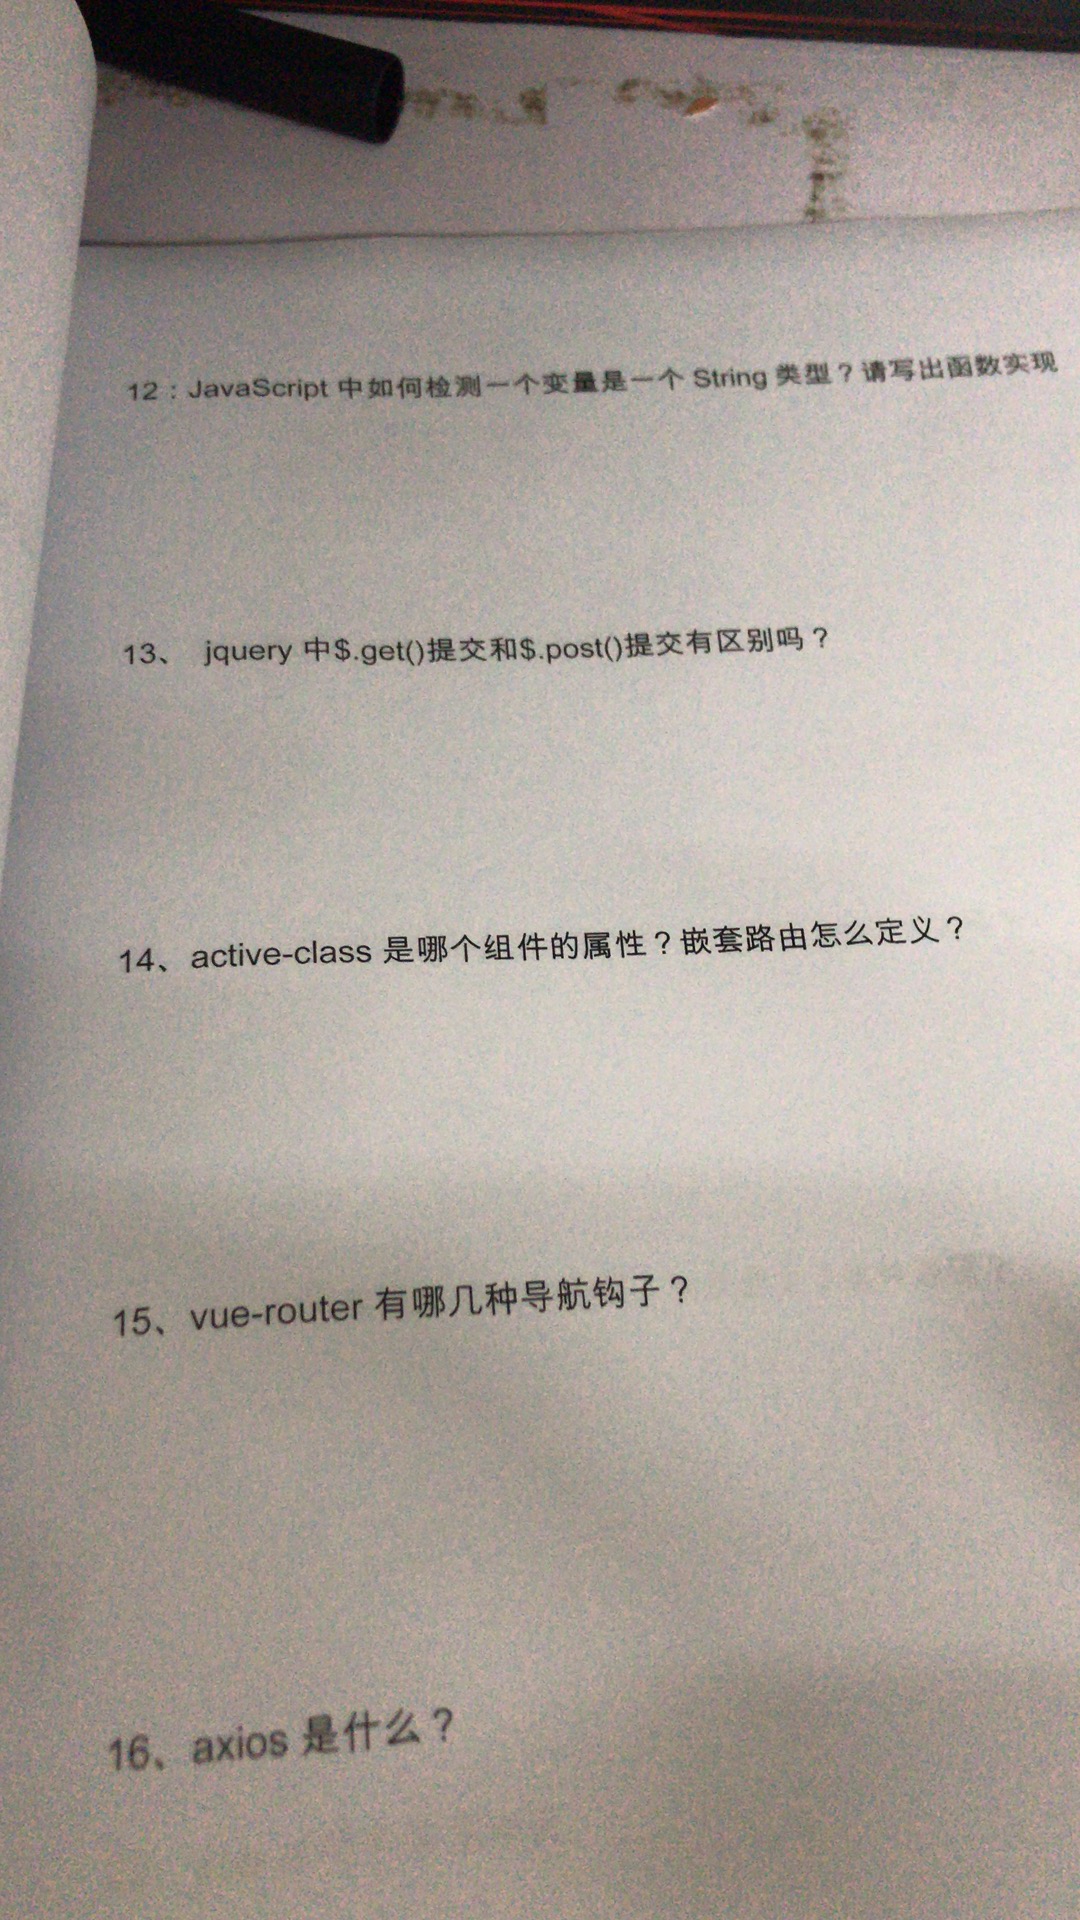 12：JavaScript 中如何检测一个变量是一个 String 类型？请写出函数实现
13、 jquery 中$.get()提交和$.post()提交有区别吗？
14、active-class 是哪个组件的属性？嵌套路由怎么定义？
15、vue-router 有哪几种导航钩子？
16、axios 是什么？